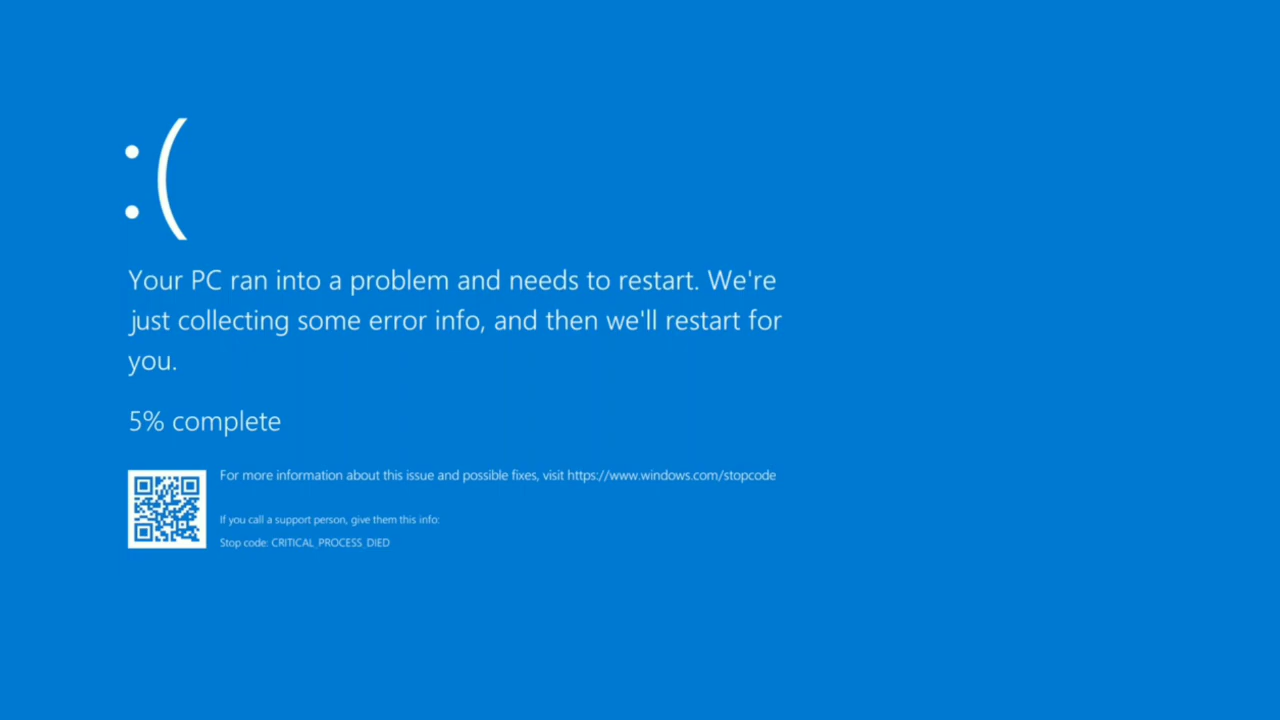 :(
Your PC ran into a problem and needs to restart. We're
just collecting some error info, and then we'll restart for
you.
5% complete
For more information about this issue and possible fixes, visit https://www.windows.com/stopcode
If you call a support person, give them this info:
Stop code: CRITICAL_PROCESS_DIED